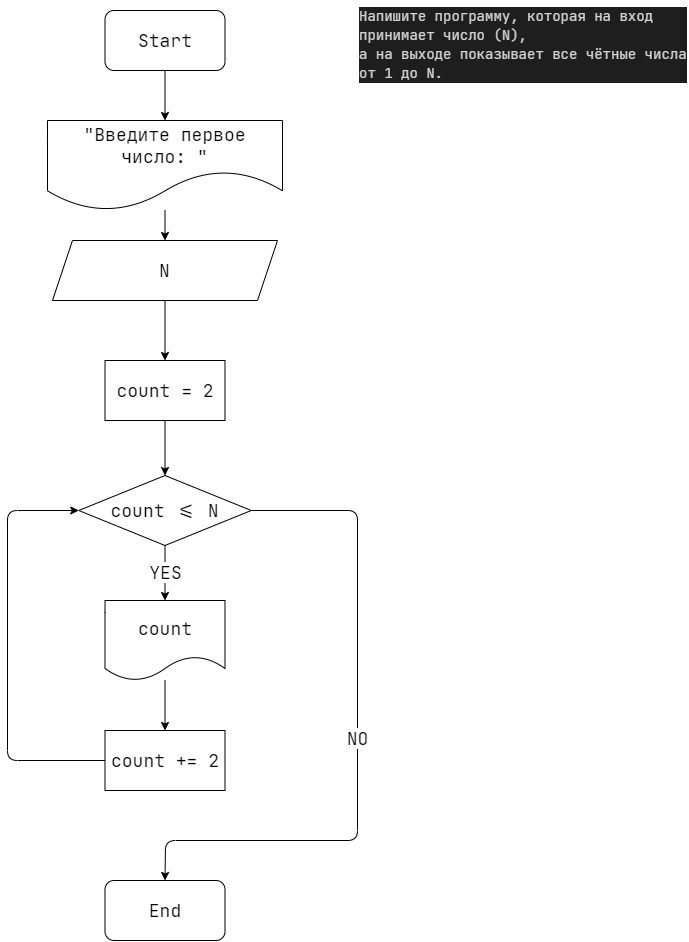 Start
Напишите программу, которая на вход
принимает число (N),
а на выходе показывает все чётные числа
от 1 до N.
"Введите первое
число: "
N
count = 2
count <= N
YES
count
count += 2
NO
End